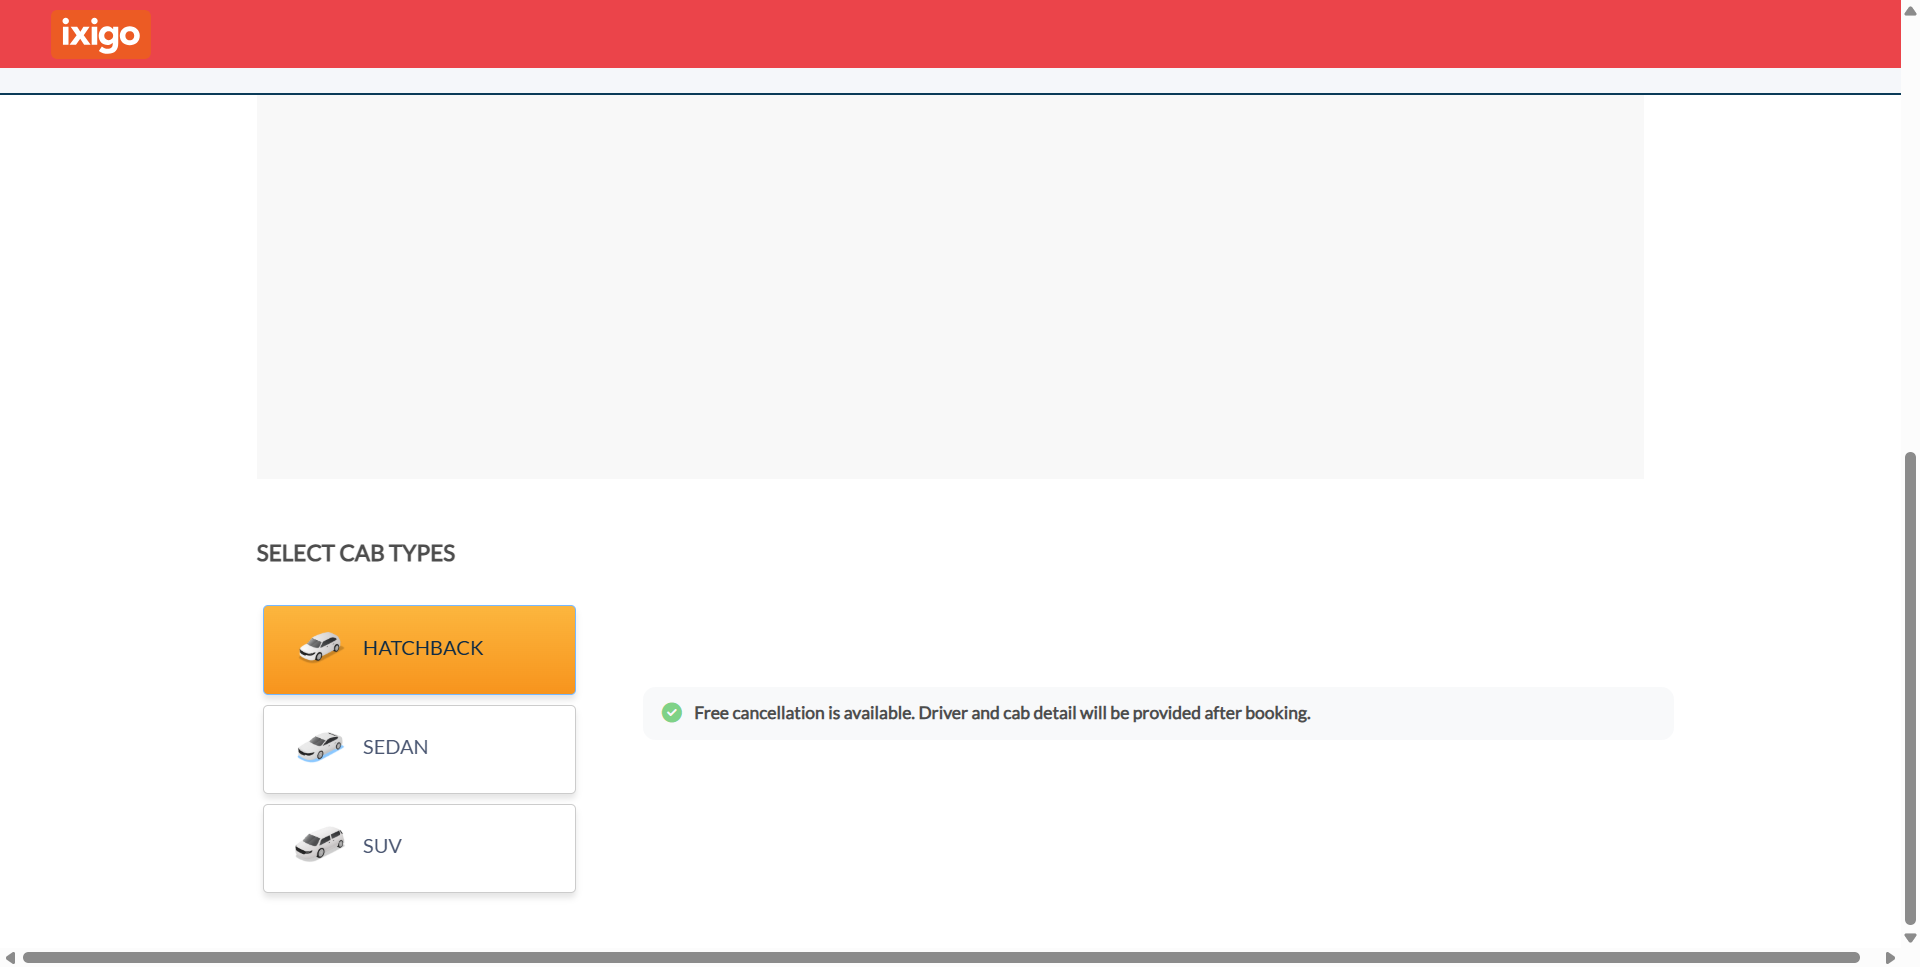 ixigo
SELECT CAB TYPES
HATCHBACK
Free cancellation is available. Driver and cab detail will be provided after booking.
SEDAN
SUV